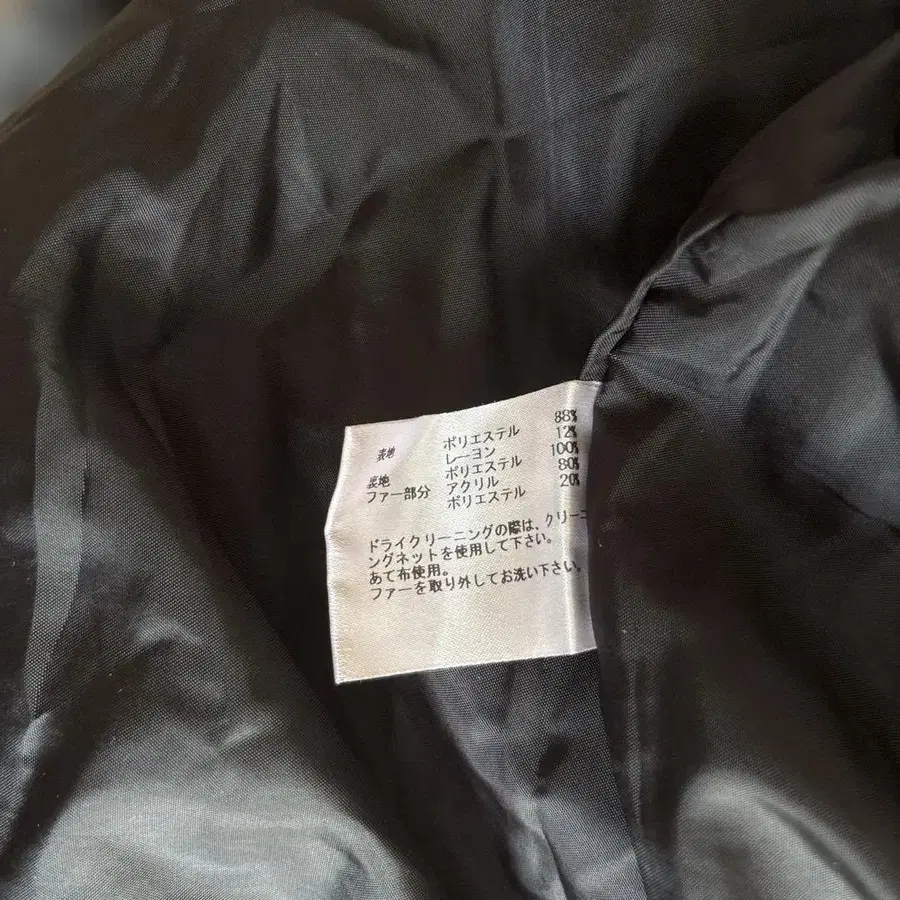 表地 ポリエステル 88%
レーヨン 12%
裏地 ポリエステル 100%
ファー部分 アクリル 80%
ポリエステル 20%
ドライクリーニングの際は、クリーニ
ングネットを使用して下さい。
あて布使用。
ファーを取り外してお洗い下さい。